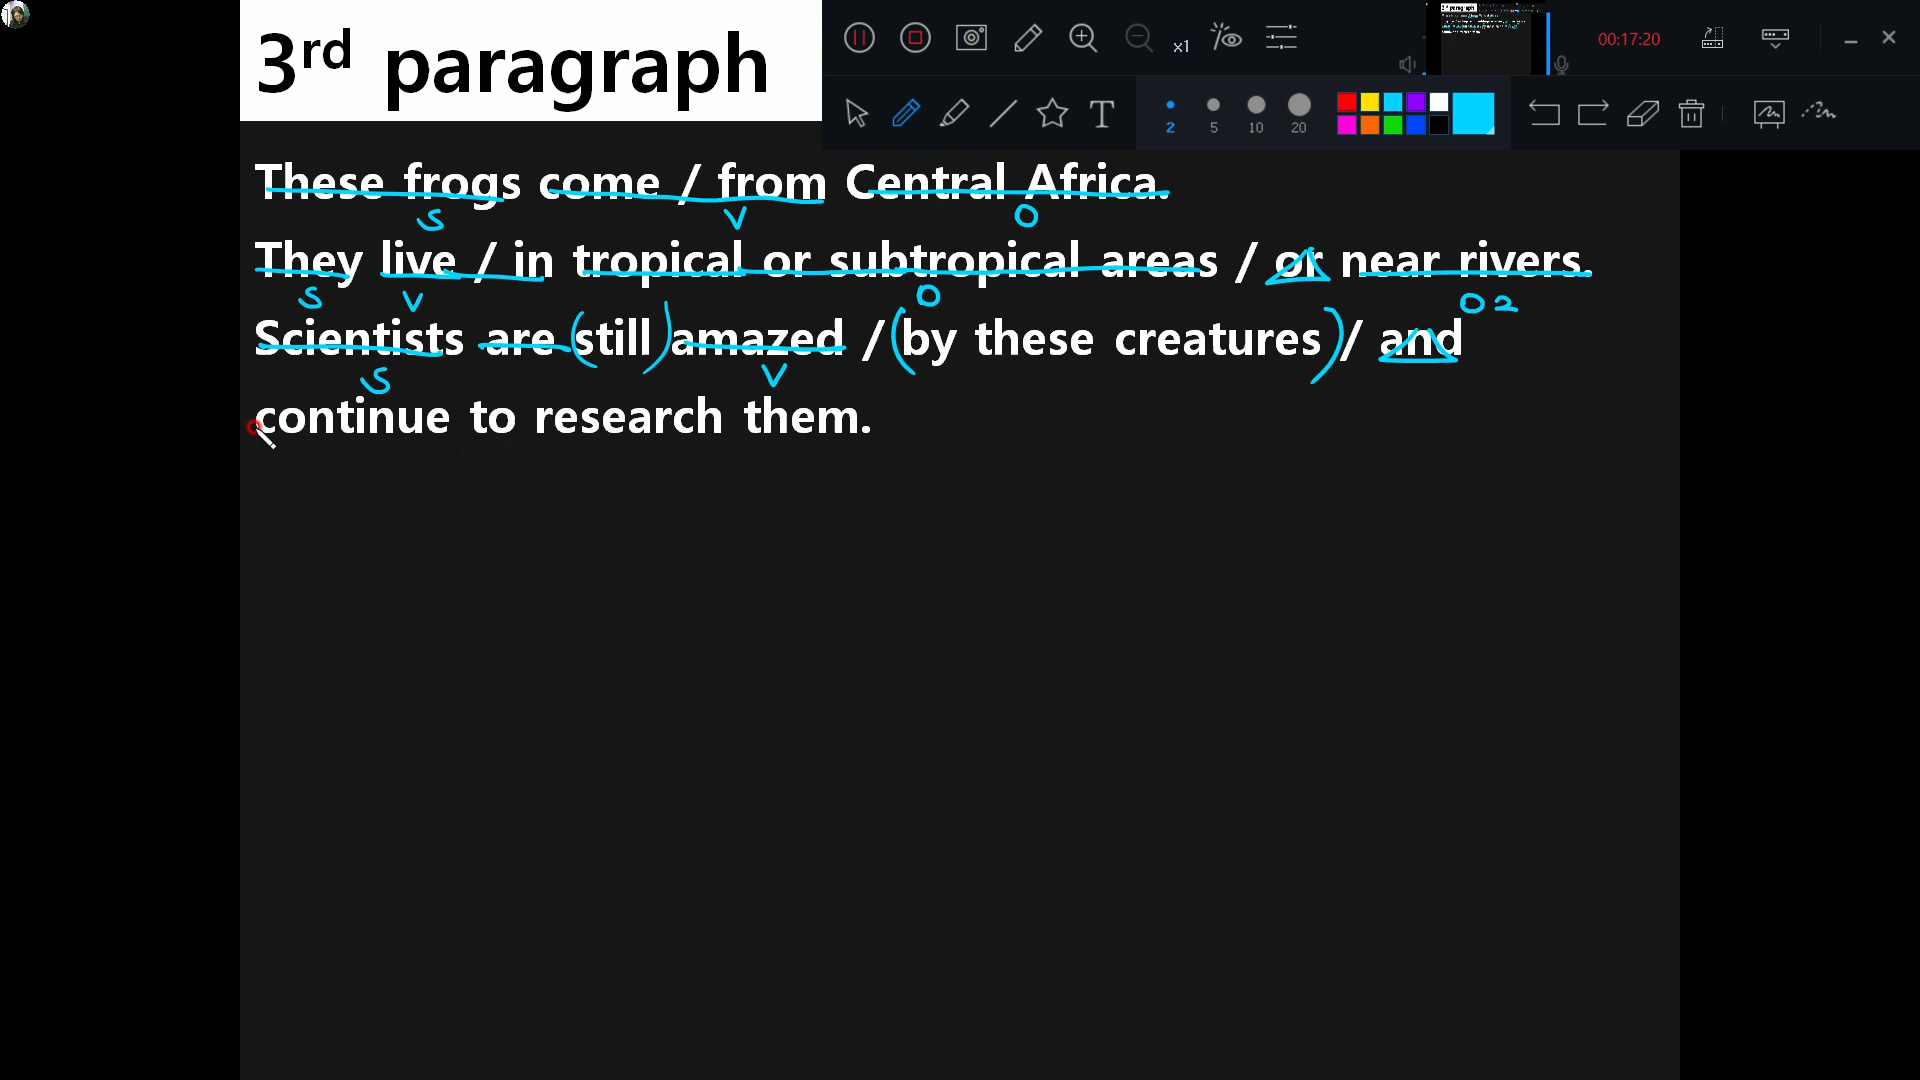 3rd paragraph
x1
00:17:20
T
2 5 10 20
These frogs come / from Central Africa.
S V O
They live / in tropical or subtropical areas / or near rivers.
S V O O2
Scientists are (still) amazed / (by these creatures) / and
S V
continue to research them.